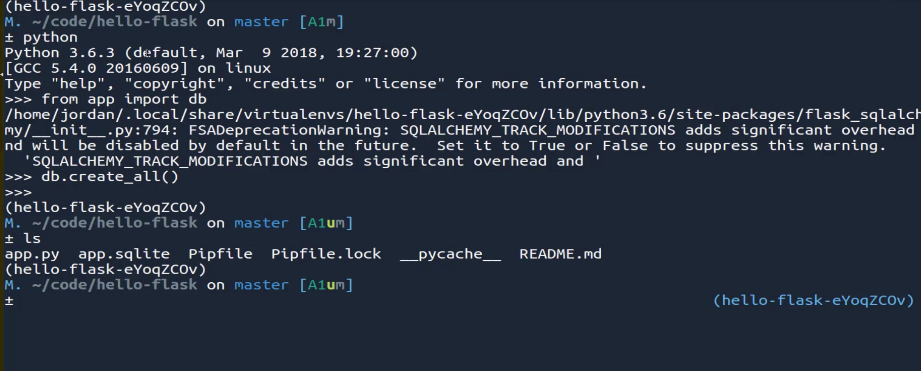 (hello-flask-eYoqZCOv)
M. ~/code/hello-flask on master [A1m]
± python
Python 3.6.3 (default, Mar  9 2018, 19:27:00)
[GCC 5.4.0 20160609] on linux
Type "help", "copyright", "credits" or "license" for more information.
>>> from app import db
/home/jordan/.local/share/virtualenvs/hello-flask-eYoqZCOv/lib/python3.6/site-packages/flask_sqlalch
my/__init__.py:794: FSADeprecationWarning: SQLALCHEMY_TRACK_MODIFICATIONS adds significant overhead
nd will be disabled by default in the future.  Set it to True or False to suppress this warning.
  'SQLALCHEMY_TRACK_MODIFICATIONS adds significant overhead and '
>>> db.create_all()
>>>
(hello-flask-eYoqZCOv)
M. ~/code/hello-flask on master [A1um]
± ls
app.py  app.sqlite  Pipfile  Pipfile.lock  __pycache__  README.md
(hello-flask-eYoqZCOv)
M. ~/code/hello-flask on master [A1um]
± (hello-flask-eYoqZCOv)